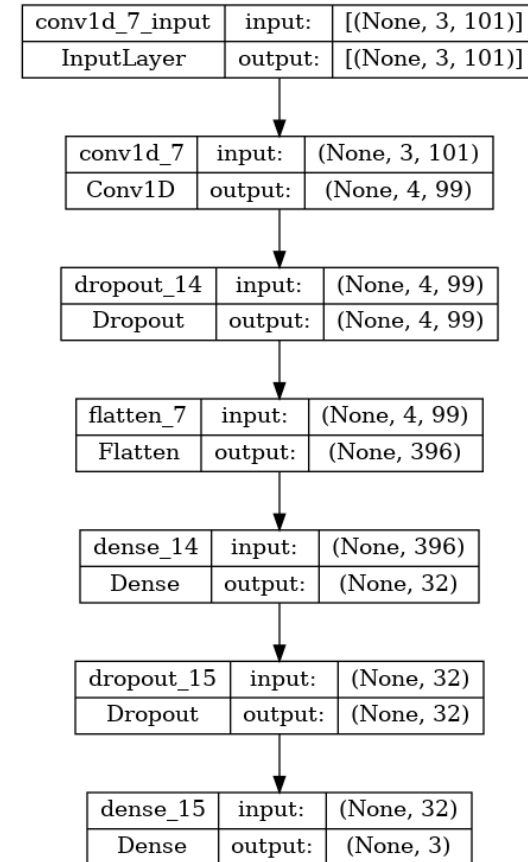 conv1d_7_input input: [(None, 3, 101)]
InputLayer output: [(None, 3, 101)]
conv1d_7 input: (None, 3, 101)
Conv1D output: (None, 4, 99)
dropout_14 input: (None, 4, 99)
Dropout output: (None, 4, 99)
flatten_7 input: (None, 4, 99)
Flatten output: (None, 396)
dense_14 input: (None, 396)
Dense output: (None, 32)
dropout_15 input: (None, 32)
Dropout output: (None, 32)
dense_15 input: (None, 32)
Dense output: (None, 3)